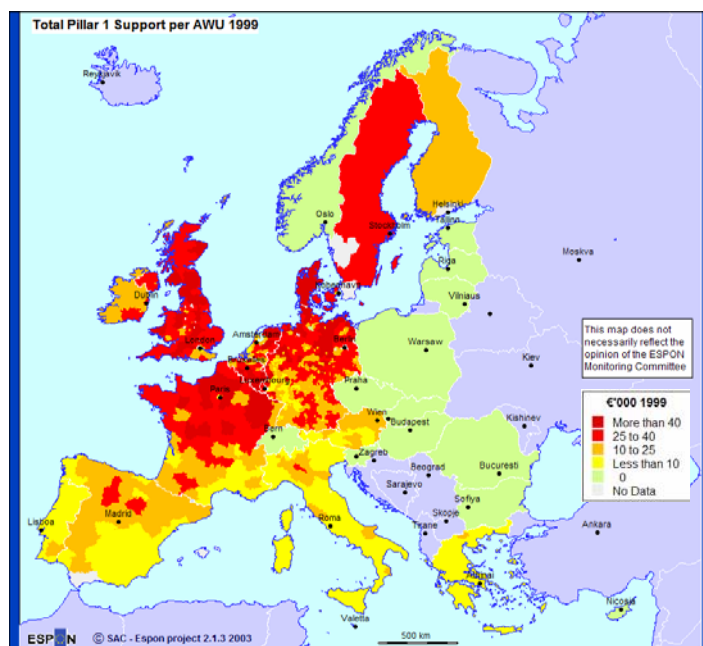 Total Pillar 1 Support per AWU 1999
Reykjavik
Helsinki
Oslo
Tallinn
Stockholm
Riga
Moskva
Dublin
Vilnius
London
Amsterdam
Berlin
Warsaw
This map does not
necessarily reflect the
opinion of the ESPON
Monitoring Committee
Kiev
Luxembourg
Paris
Praha
Wien
€'000 1999
More than 40
25 to 40
10 to 25
Less than 10
0
No Data
Kishinev
Bern
Budapest
Zagreb
Beograd
Bucuresti
Sarajevo
Sofiya
Skopje
Ankara
Madrid
Roma
Lisboa
Nicosia
Valetta
ESPON © SAC - Espon project 2.1.3 2003
500 km